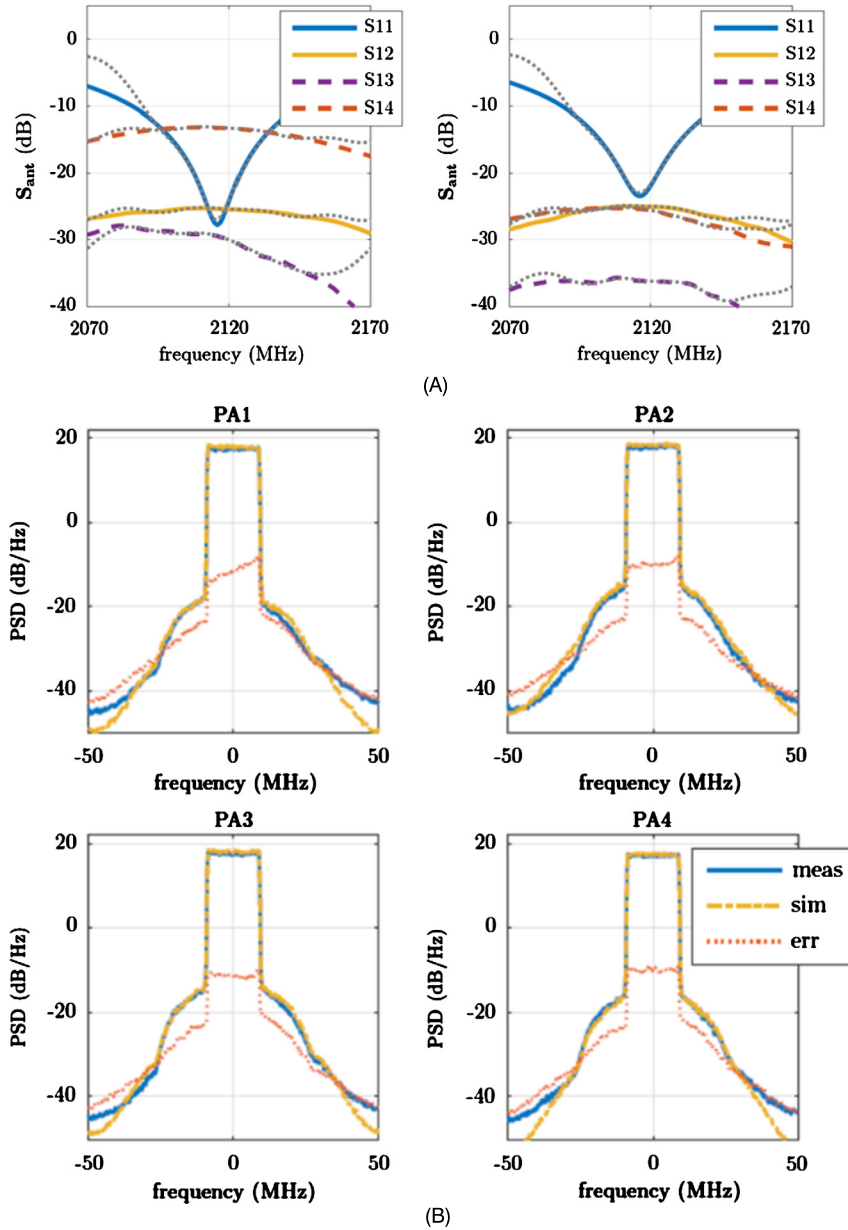 0
-10
-20
-30
-40
S_ant (dB)
2070
2120
2170
frequency (MHz)
S11
S12
S13
S14
0
-10
-20
-30
-40
S_ant (dB)
2070
2120
2170
frequency (MHz)
S11
S12
S13
S14
(A)
PA1
20
0
-20
-40
PSD (dB/Hz)
-50
0
50
frequency (MHz)
PA2
20
0
-20
-40
PSD (dB/Hz)
-50
0
50
frequency (MHz)
PA3
20
0
-20
-40
PSD (dB/Hz)
-50
0
50
frequency (MHz)
PA4
20
0
-20
-40
PSD (dB/Hz)
-50
0
50
frequency (MHz)
meas
sim
err
(B)